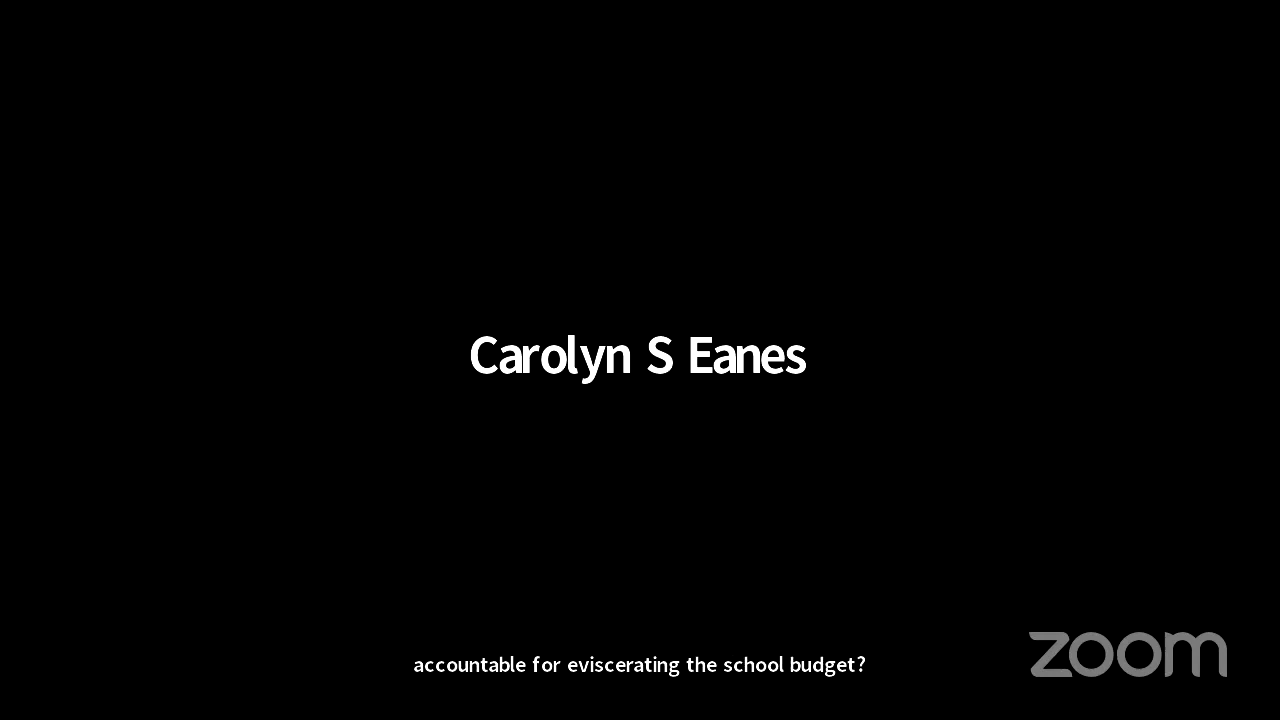 Carolyn S Eanes
accountable for eviscerating the school budget?
zoom